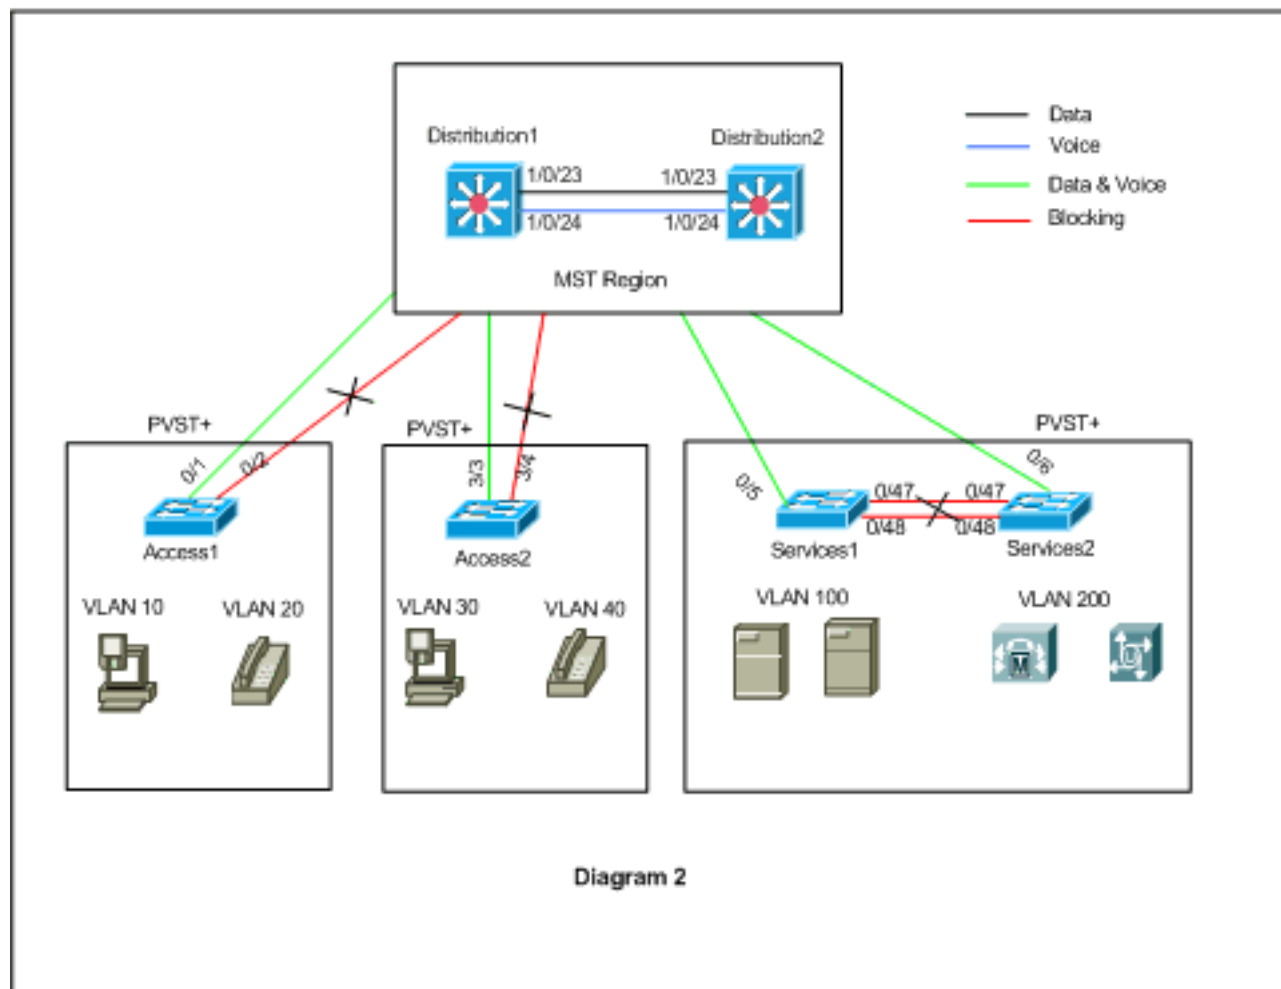 Data
Voice
Data & Voice
Blocking
Distribution1
Distribution2
1/0/23
1/0/23
1/0/24
1/0/24
MST Region
PVST+
0/1
0/2
Access1
VLAN 10
VLAN 20
PVST+
3/3
3/4
Access2
VLAN 30
VLAN 40
PVST+
0/5
0/6
0/47
0/47
0/48
0/48
Services1
Services2
VLAN 100
VLAN 200
M
U
Diagram 2